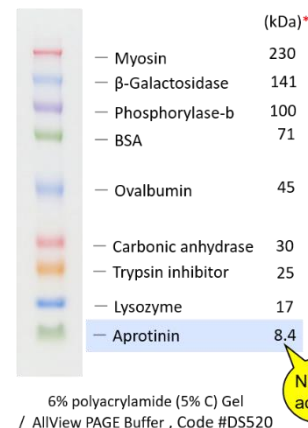 (kDa)*
— Myosin 230
— β-Galactosidase 141
— Phosphorylase-b 100
— BSA 71
— Ovalbumin 45
— Carbonic anhydrase 30
— Trypsin inhibitor 25
— Lysozyme 17
— Aprotinin 8.4
6% polyacrylamide (5% C) Gel
/ AllView PAGE Buffer , Code #DS520